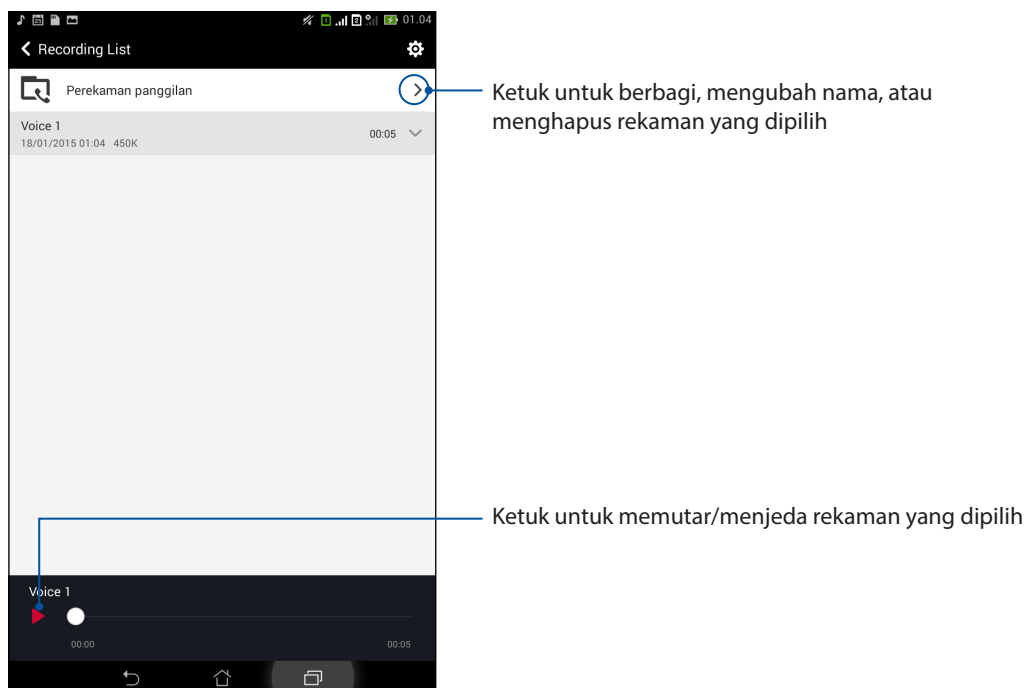 01.04
Recording List
Perekaman panggilan
Ketuk untuk berbagi, mengubah nama, atau
menghapus rekaman yang dipilih
Voice 1
00:05
18/01/2015 01:04 450K
Ketuk untuk memutar/menjeda rekaman yang dipilih
Voice 1
00:00
00:05